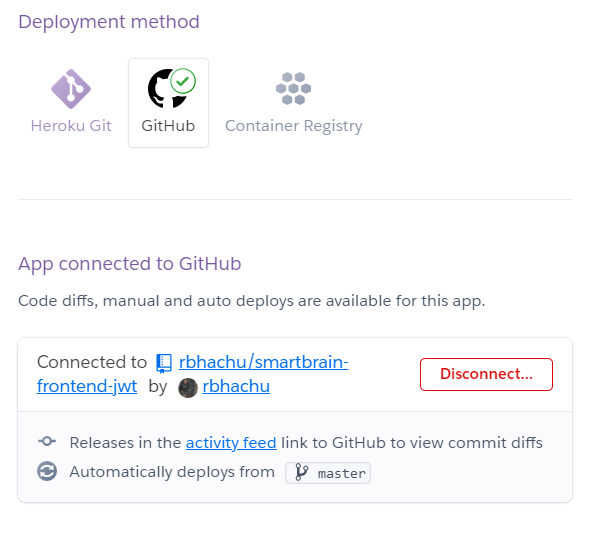 Deployment method
Heroku Git
GitHub
Container Registry
App connected to GitHub
Code diffs, manual and auto deploys are available for this app.
Connected to rbhachu/smartbrain-
frontend-jwt by rbhachu
Disconnect...
Releases in the activity feed link to GitHub to view commit diffs
Automatically deploys from master